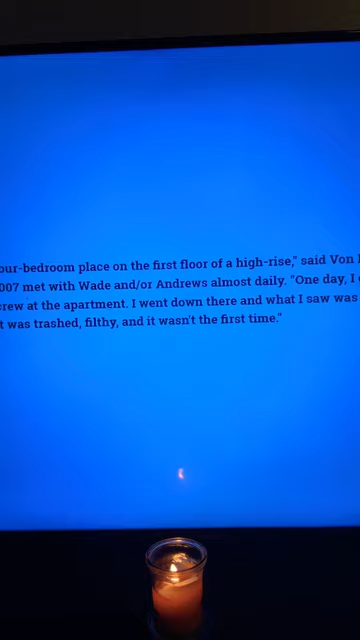 our-bedroom place on the first floor of a high-rise," said Von
007 met with Wade and/or Andrews almost daily. "One day, I
crew at the apartment. I went down there and what I saw was
t was trashed, filthy, and it wasn't the first time."